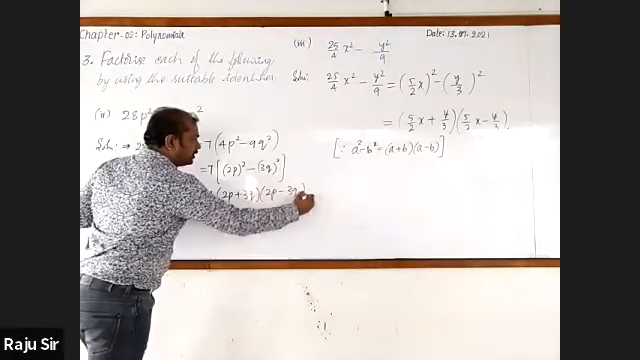 Chapter-02: Polynomials
Date: 13.07.2021
3. Factorise each of the following
by using the suitable identities
(ii) 28p²
Soln: ⇒
7(4p² - 9q²)
= 7[(2p)² - (3q)²]
(2p+3q)(2p-3q)
(iii) 25/4 x² - y²/9
Soln: 25/4 x² - y²/9 = (5/2 x)² - (y/3)²
= (5/2 x + y/3)(5/2 x - y/3).
[∵ a² - b² = (a+b)(a-b)]
Raju Sir